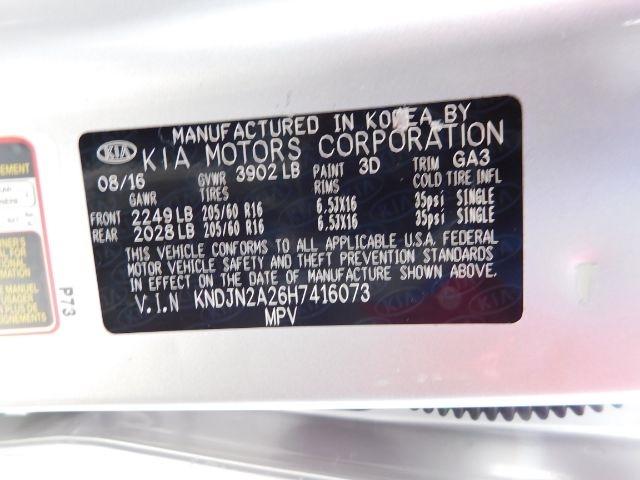 MANUFACTURED IN KOREA BY
KIA KIA MOTORS CORPORATION
08/16 GVWR 3902 LB PAINT 3D TRIM GA3
GAWR TIRES RIMS COLD TIRE INFL
FRONT 2249 LB 205/60 R16 6.5JX16 35psi SINGLE
REAR 2028 LB 205/60 R16 6.5JX16 35psi SINGLE
THIS VEHICLE CONFORMS TO ALL APPLICABLE U.S.A. FEDERAL
MOTOR VEHICLE SAFETY AND THEFT PREVENTION STANDARDS
IN EFFECT ON THE DATE OF MANUFACTURE SHOWN ABOVE.
V.I.N KNDJN2A26H7416073
MPV
P73